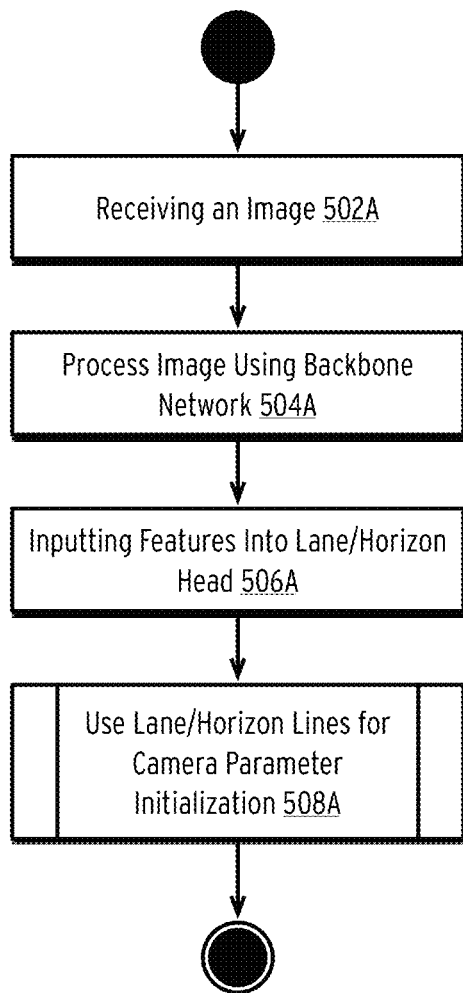 Receiving an Image 502A
Process Image Using Backbone
Network 504A
Inputting Features Into Lane/Horizon
Head 506A
Use Lane/Horizon Lines for
Camera Parameter
Initialization 508A